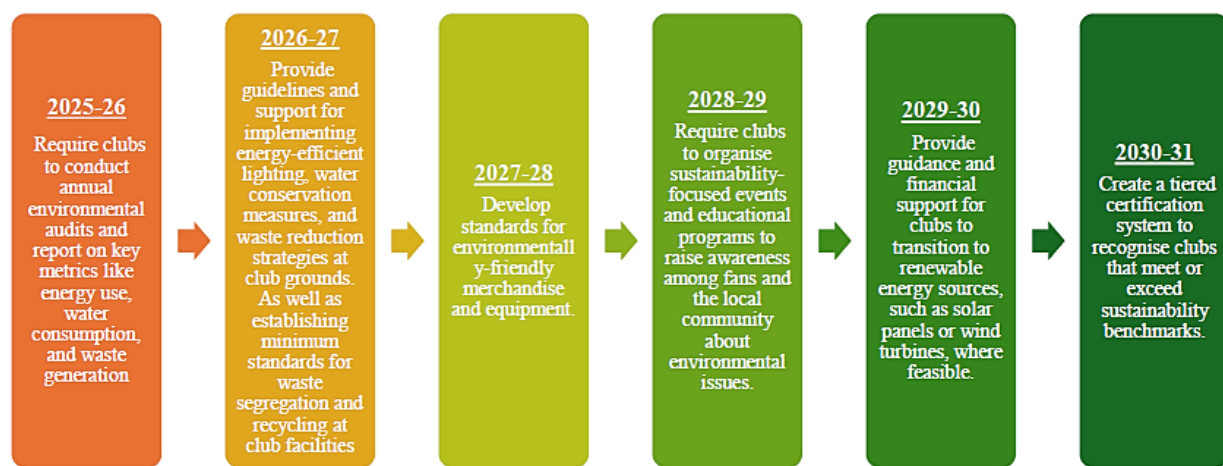 2025-26
Require clubs
to conduct
annual
environmental
audits and
report on key
metrics like
energy use,
water
consumption,
and waste
generation
2026-27
Provide
guidelines and
support for
implementing
energy-efficient
lighting, water
conservation
measures, and
waste reduction
strategies at
club grounds.
As well as
establishing
minimum
standards for
waste
segregation and
recycling at
club facilities
2027-28
Develop
standards for
environmentall
y-friendly
merchandise
and equipment.
2028-29
Require clubs
to organise
sustainability-
focused events
and educational
programs to
raise awareness
among fans and
the local
community
about
environmental
issues.
2029-30
Provide
guidance and
financial
support for
clubs to
transition to
renewable
energy sources,
such as solar
panels or wind
turbines, where
feasible.
2030-31
Create a tiered
certification
system to
recognise clubs
that meet or
exceed
sustainability
benchmarks.